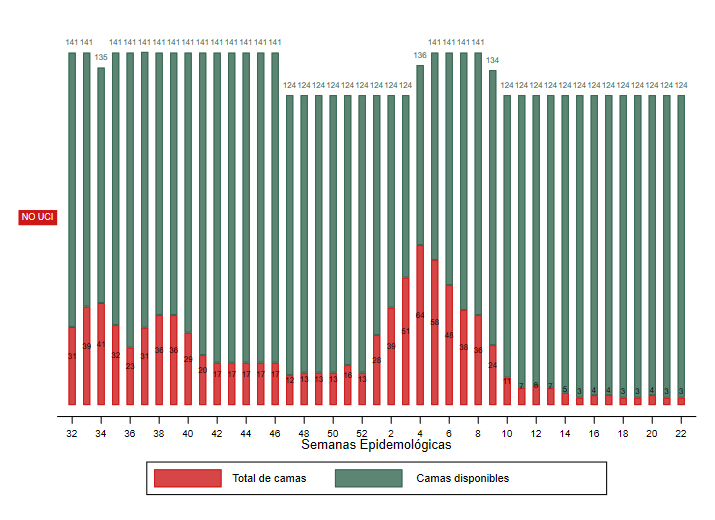 141 141 135 141 141 141 141 141 141 141 141 141 141 141 141 124 124 124 124 124 124 124 124 124 136 141 141 141 141 134 124 124 124 124 124 124 124 124 124 124 124 124 124
NO UCI
31 39 41 32 23 31 36 36 29 20 17 17 17 17 17 12 13 13 13 16 13 28 39 51 64 58 48 38 36 24 11 7 8 7 5 3 4 4 3 3 4 3 3
32 34 36 38 40 42 44 46 48 50 52 2 4 6 8 10 12 14 16 18 20 22
Semanas Epidemológicas
Total de camas Camas disponibles